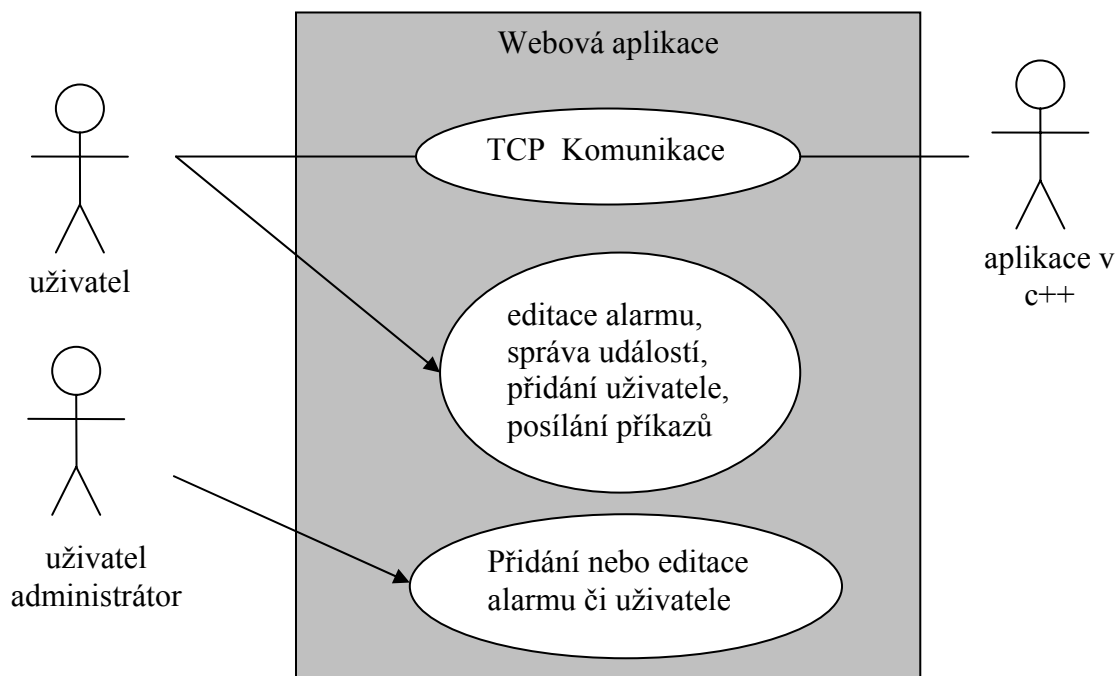 Webová aplikace
TCP Komunikace
uživatel
aplikace v
c++
editace alarmu,
správa událostí,
přidání uživatele,
posílání příkazů
uživatel
administrátor
Přidání nebo editace
alarmu či uživatele